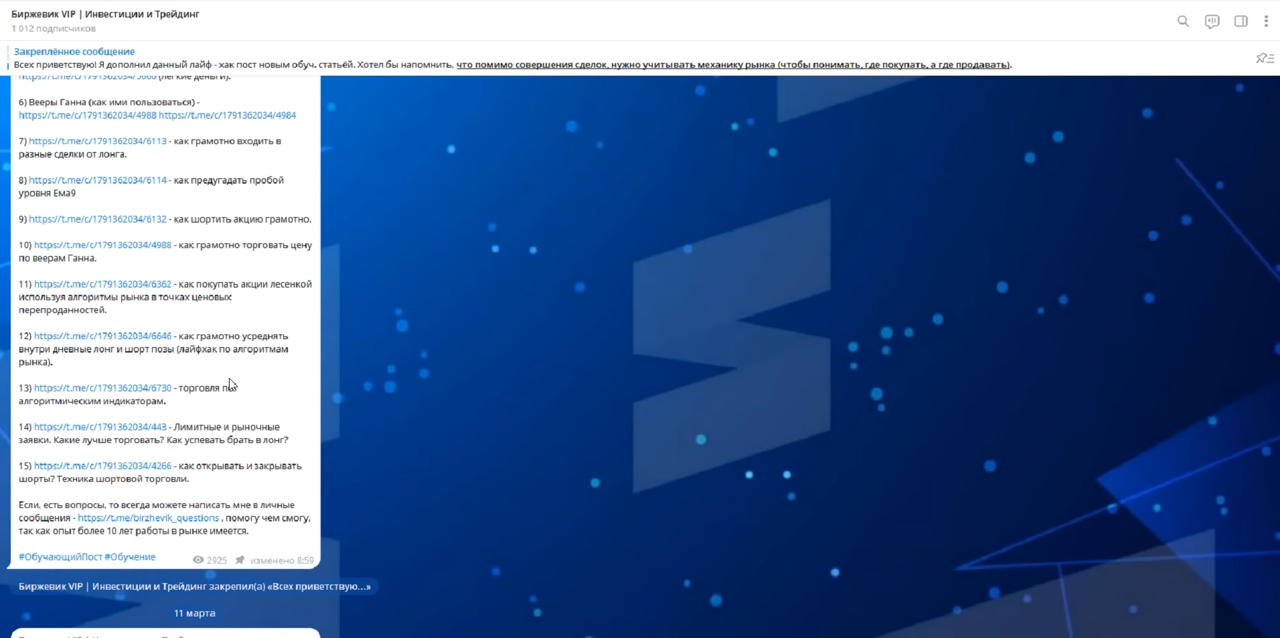 Биржевик VIP | Инвестиции и Трейдинг
1 012 подписчиков
Закреплённое сообщение
Всех приветствую! Я дополнил данный лайф - хак пост новым обуч. статьёй. Хотел бы напомнить, что помимо совершения сделок, нужно учитывать механику рынка (чтобы понимать, где покупать, а где продавать).
(легкие деньги).
6) Вееры Ганна (как ими пользоваться) -
https://t.me/c/1791362034/4988 https://t.me/c/1791362034/4984
7) https://t.me/c/1791362034/6113 - как грамотно входить в
разные сделки от лонга.
8) https://t.me/c/1791362034/6114 - как предугадать пробой
уровня Ема9
9) https://t.me/c/1791362034/6132 - как шортить акцию грамотно.
10) https://t.me/c/1791362034/4988 - как грамотно торговать цену
по веерам Ганна.
11) https://t.me/c/1791362034/6362 - как покупать акции лесенкой
используя алгоритмы рынка в точках ценовых
перепроданностей.
12) https://t.me/c/1791362034/6646 - как грамотно усреднять
внутри дневные лонг и шорт позы (лайфхак по алгоритмам
рынка).
13) https://t.me/c/1791362034/6730 - торговля по
алгоритмическим индикаторам.
14) https://t.me/c/1791362034/443 - Лимитные и рыночные
заявки. Какие лучше торговать? Как успевать брать в лонг?
15) https://t.me/c/1791362034/4266 - как открывать и закрывать
шорты? Техника шортовой торговли.
Если, есть вопросы, то всегда можете написать мне в личные
сообщения - https://t.me/birzhevik_questions , помогу чем смогу,
так как опыт более 10 лет работы в рынке имеется.
#ОбучающийПост #Обучение
2925 изменено 8:59
Биржевик VIP | Инвестиции и Трейдинг закрепил(а) «Всех приветствую...»
11 марта